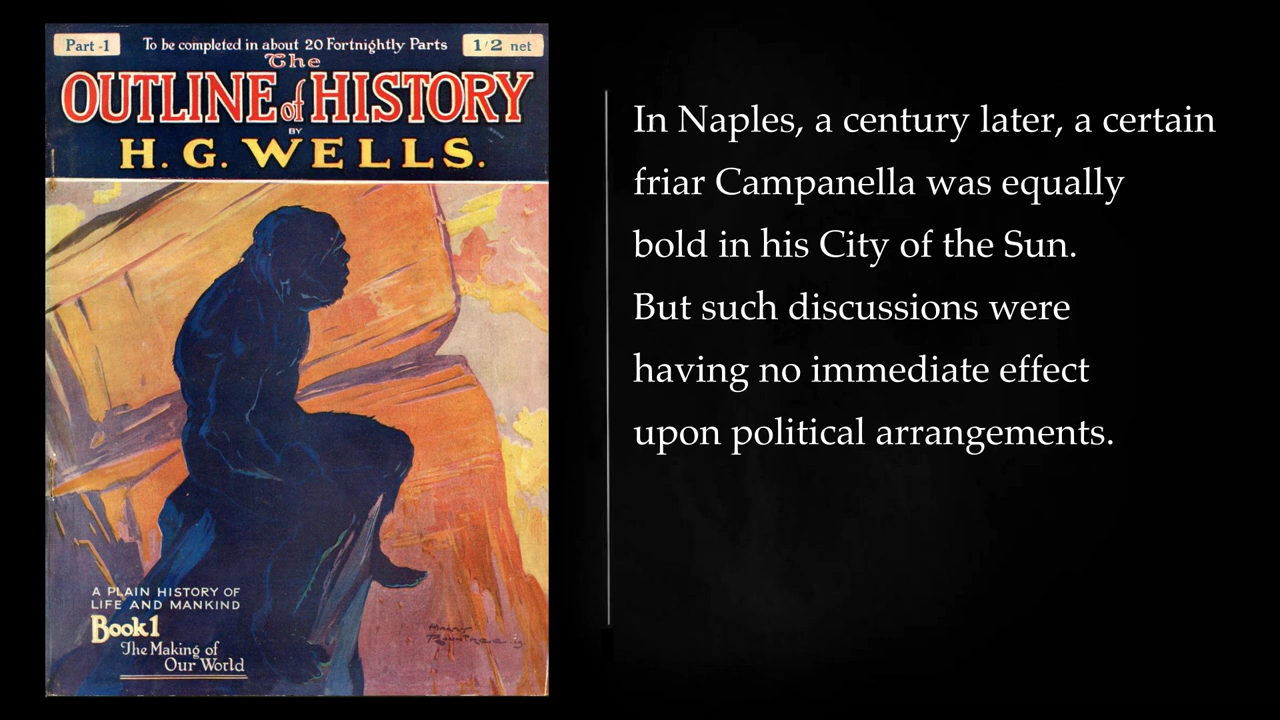 Part -1
To be completed in about 20 Fortnightly Parts
1/2 net
The
OUTLINE of HISTORY
BY
H. G. WELLS.
A PLAIN HISTORY OF
LIFE AND MANKIND
Book 1
The Making of
Our World
In Naples, a century later, a certain
friar Campanella was equally
bold in his City of the Sun.
But such discussions were
having no immediate effect
upon political arrangements.